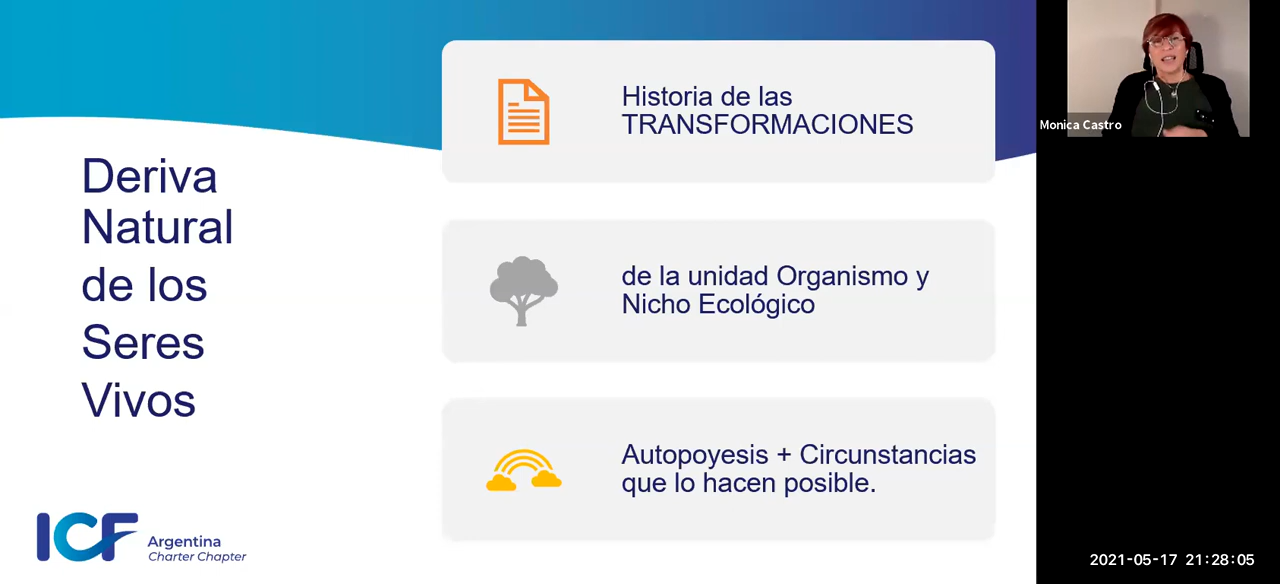 Deriva
Natural
de los
Seres
Vivos
Historia de las
TRANSFORMACIONES
de la unidad Organismo y
Nicho Ecológico
Autopoyesis + Circunstancias
que lo hacen posible.
ICF
Argentina
Charter Chapter
Monica Castro
2021-05-17 21:28:05